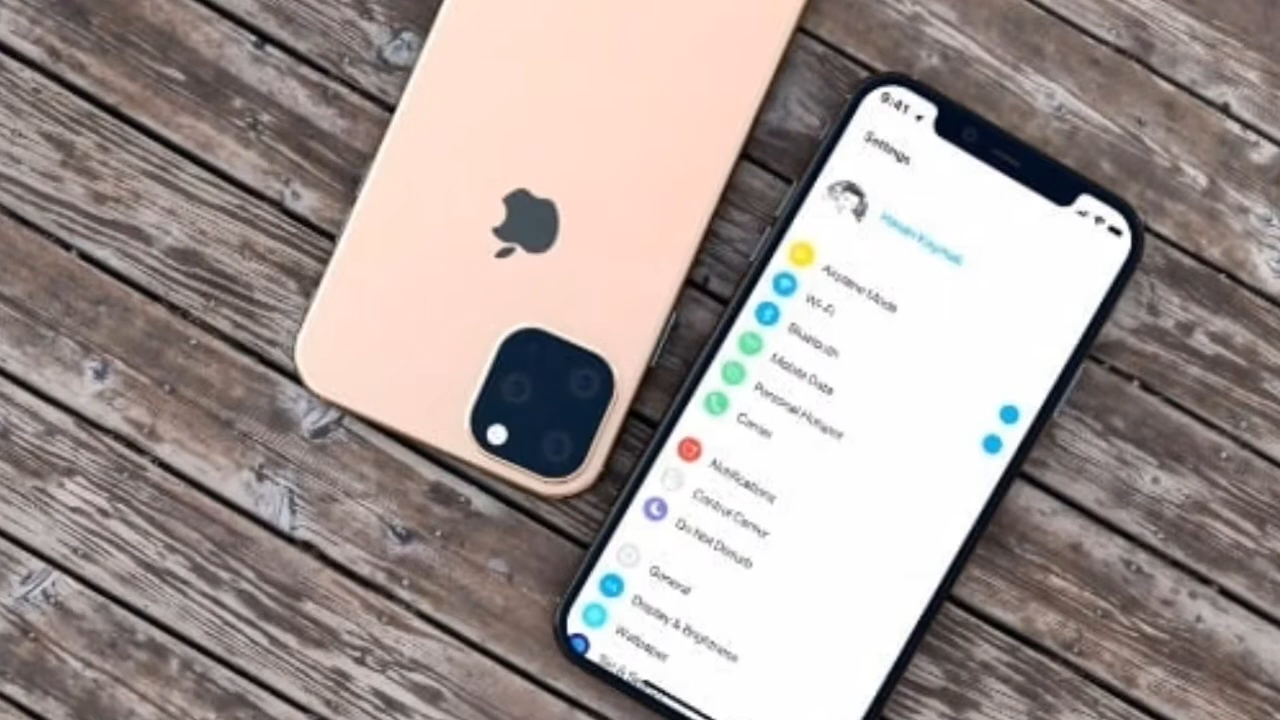 9:41
Settings
Airplane Mode
Wi-Fi
Bluetooth
Mobile Data
Personal Hotspot
Carrier
Notifications
Control Center
Do Not Disturb
General
Display & Brightness
Wallpaper